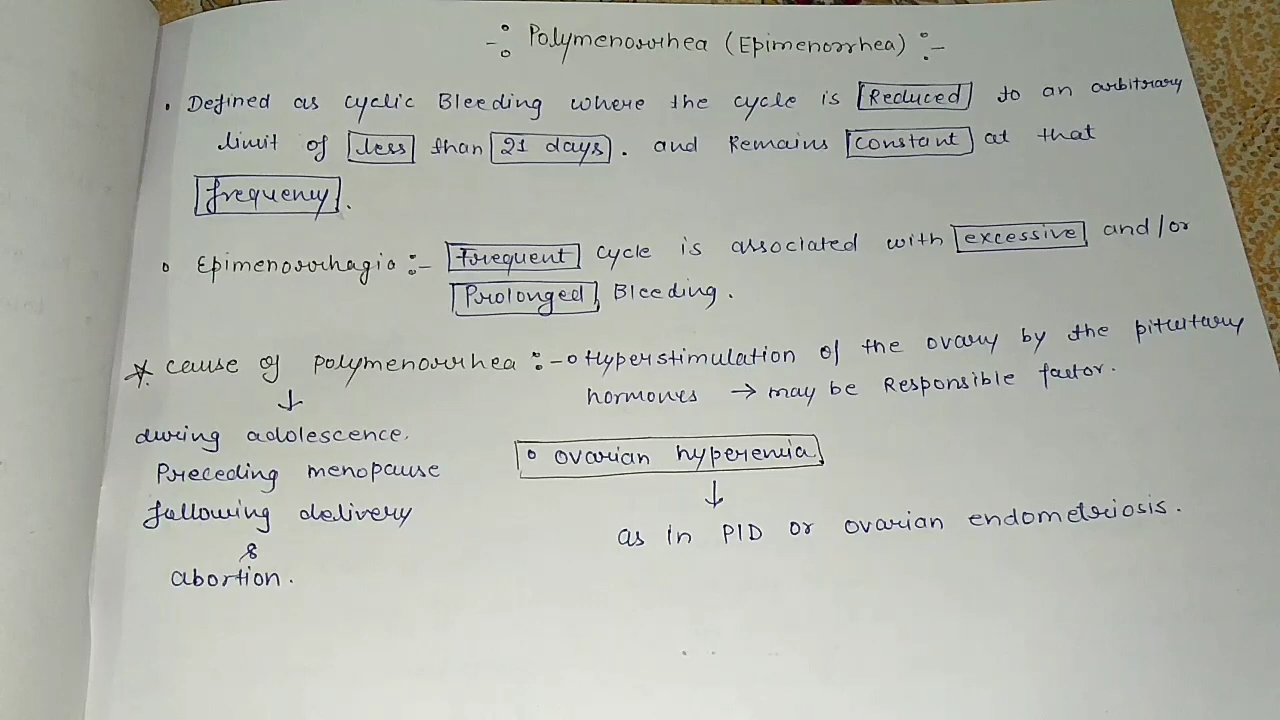 -: Polymenorrhea (Epimenorrhea) :-
• Defined as cyclic Bleeding where the cycle is Reduced to an arbitrary
limit of less than 21 days. and Remains constant at that
frequency.
• Epimenorrhagia :- Frequent cycle is associated with excessive and/or
Prolonged Bleeding.
* cause of polymenorrhea :- o Hyperstimulation of the ovary by the pituitary
hormones → may be Responsible factor.
↓
during adolescence.
Preceding menopause
following delivery
&
abortion.
o ovarian hyperemia
↓
as in PID or ovarian endometriosis.